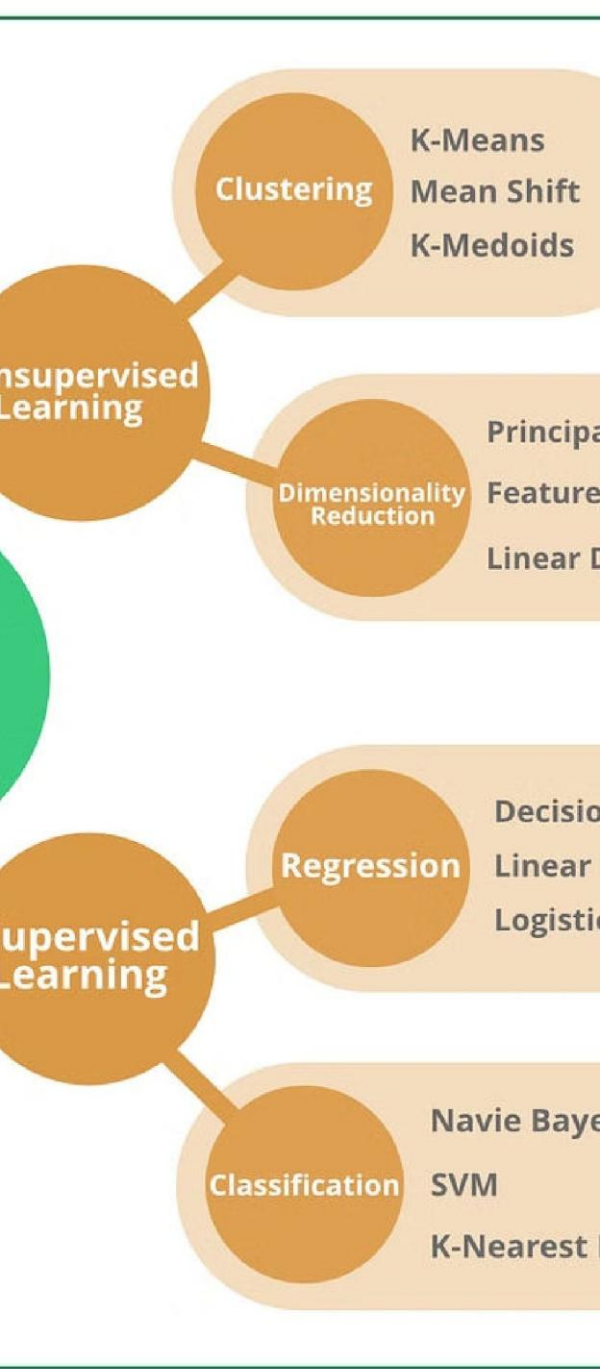 Clustering
K-Means
Mean Shift
K-Medoids
nsupervised
Learning
Dimensionality
Reduction
Principa
Feature
Linear D
Regression
Decisio
Linear
Logistic
upervised
Learning
Classification
Navie Baye
SVM
K-Nearest